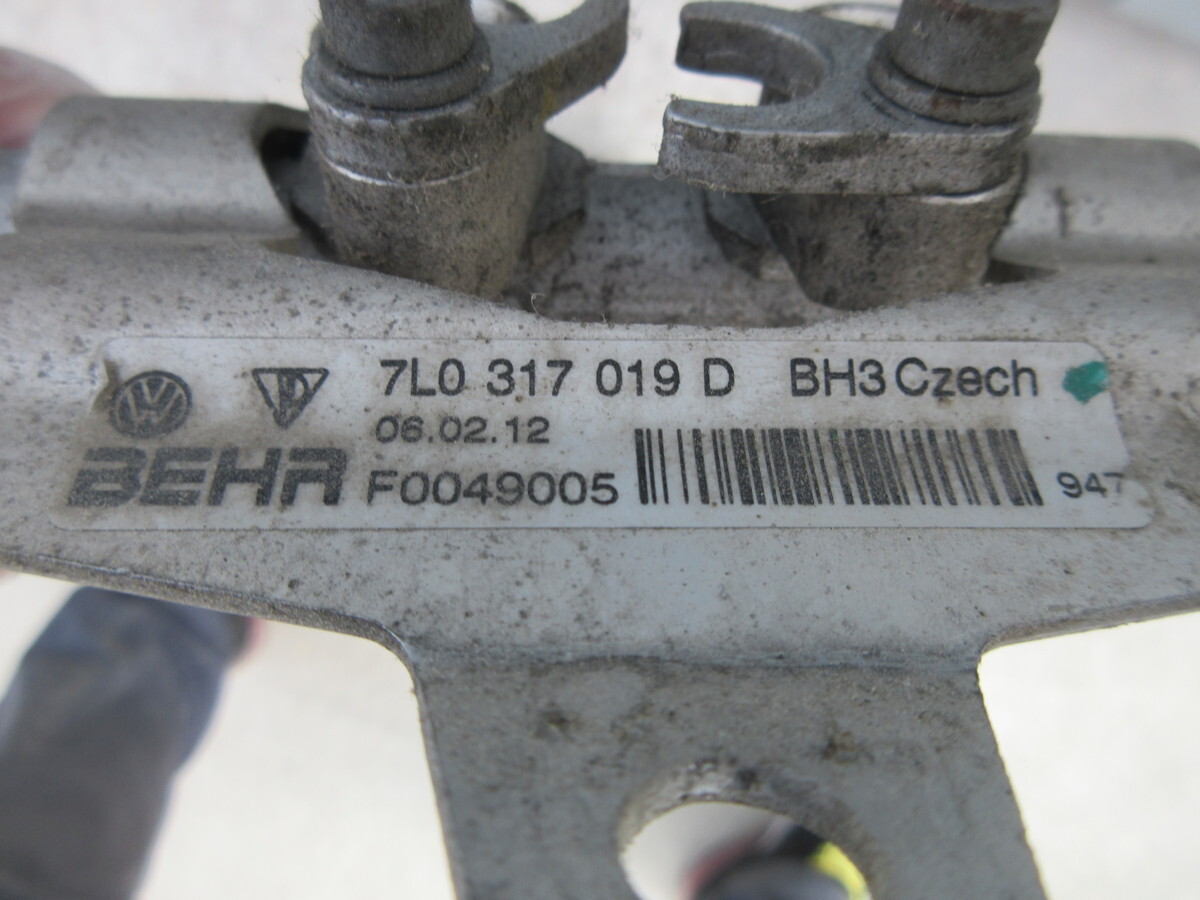 7L0 317 019 D BH3 Czech
06.02.12
BEHR F0049005 947